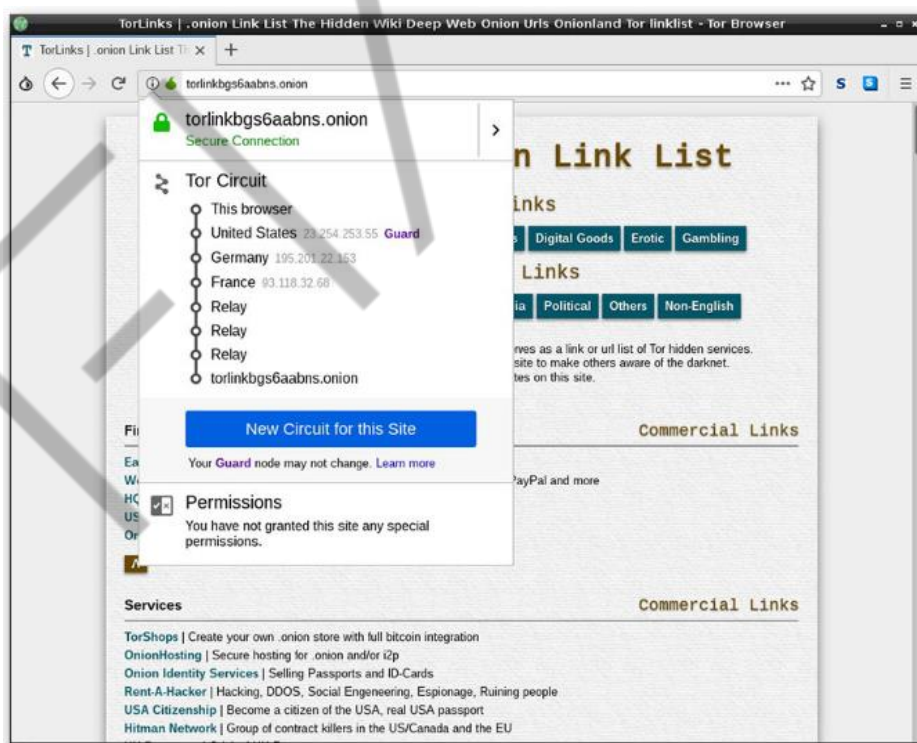 TorLinks | .onion Link List The Hidden Wiki Deep Web Onion Urls Onionland Tor linklist - Tor Browser
TorLinks | .onion Link List Th
torlinkbgs6aabns.onion
torlinkbgs6aabns.onion
Secure Connection
Tor Circuit
This browser
United States 23.254.253.55 Guard
Germany 195.201.22.153
France 93.118.32.68
Relay
Relay
Relay
torlinkbgs6aabns.onion
New Circuit for this Site
Your Guard node may not change. Learn more
Permissions
You have not granted this site any special
permissions.
n Link List
inks
s Digital Goods Erotic Gambling
Links
ia Political Others Non-English
rves as a link or url list of Tor hidden services.
site to make others aware of the darknet.
tes on this site.
Fi Commercial Links
Ea
We PayPal and more
HQ
US
On
Services Commercial Links
TorShops | Create your own .onion store with full bitcoin integration
OnionHosting | Secure hosting for .onion and/or i2p
Onion Identity Services | Selling Passports and ID-Cards
Rent-A-Hacker | Hacking, DDOS, Social Engeneering, Espionage, Ruining people
USA Citizenship | Become a citizen of the USA, real USA passport
Hitman Network | Group of contract killers in the US/Canada and the EU